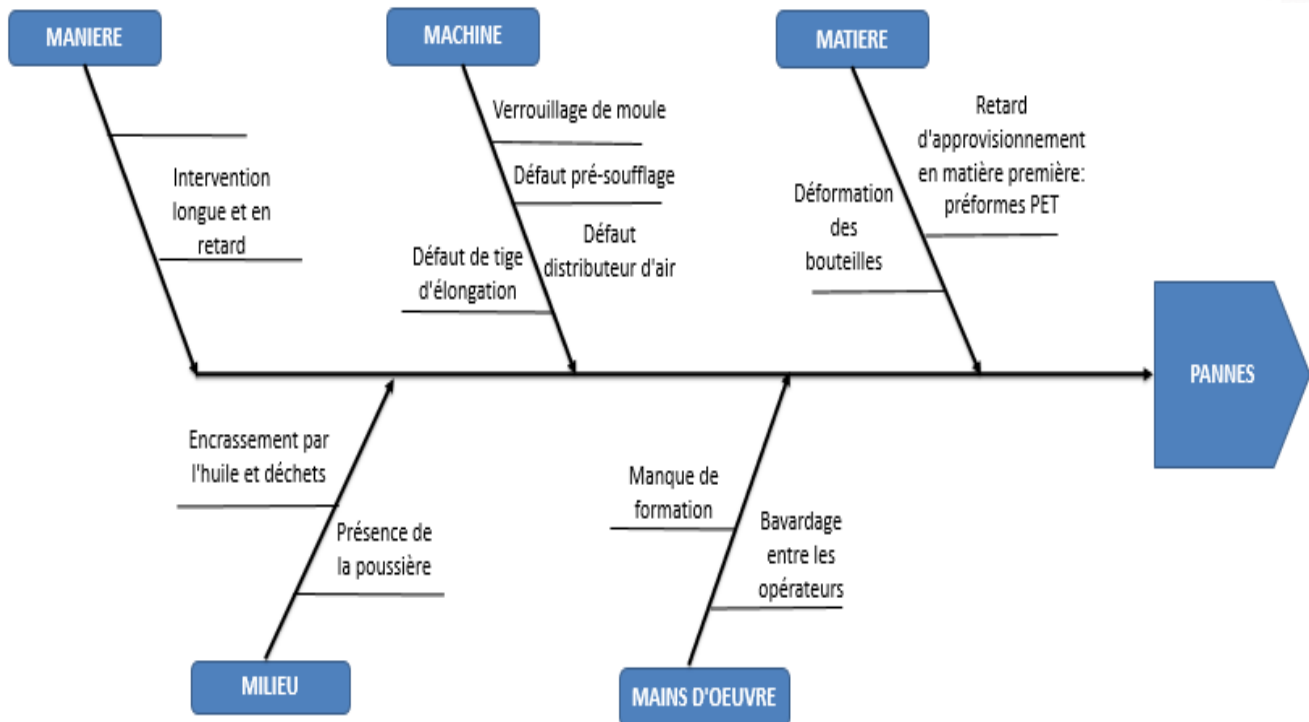 MANIERE
MACHINE
MATIERE
Intervention
longue et en
retard
Verrouillage de moule
Défaut pré-soufflage
Défaut
distributeur d'air
Défaut de tige
d'élongation
Retard
d'approvisionnement
en matière première:
préformes PET
Déformation
des
bouteilles
PANNES
Encrassement par
l'huile et déchets
Présence de
la poussière
Manque de
formation
Bavardage
entre les
opérateurs
MILIEU
MAINS D'OEUVRE